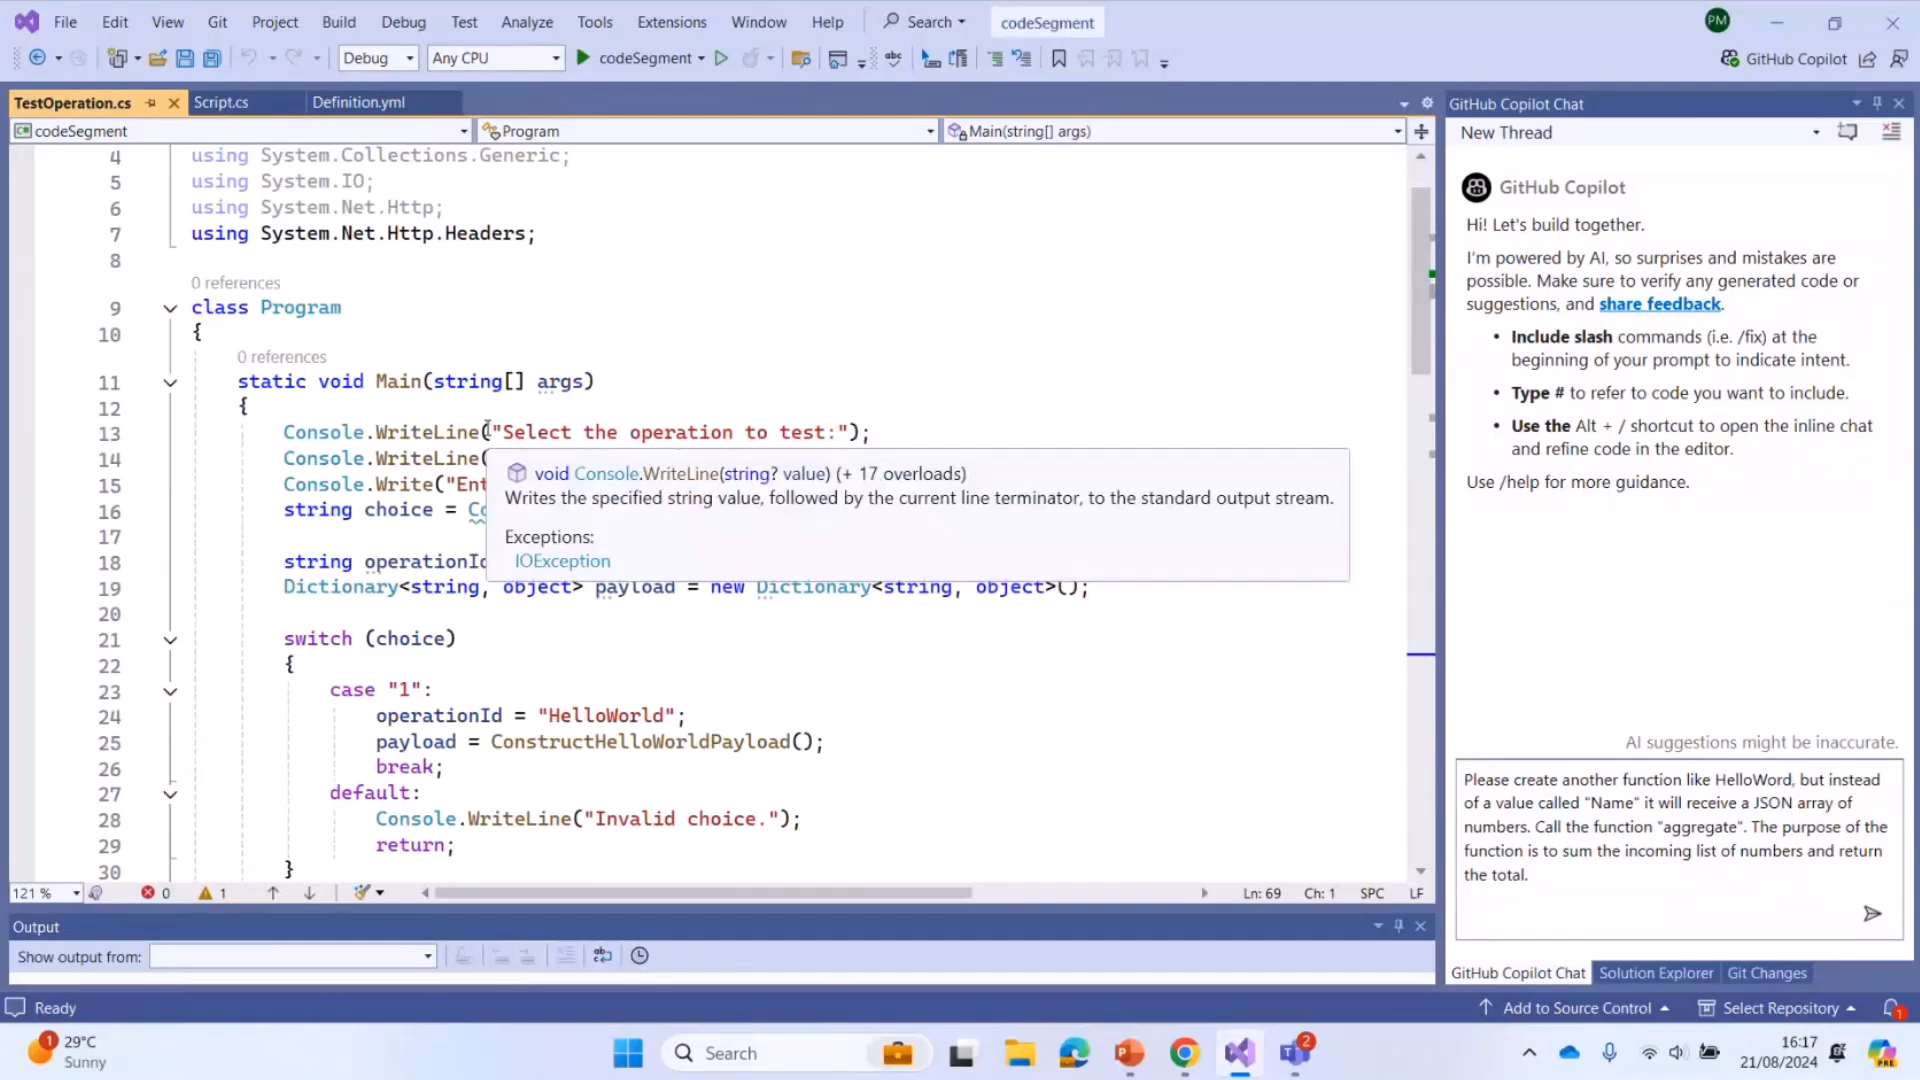 File Edit View Git Project Build Debug Test Analyze Tools Extensions Window Help Search codeSegment PM
Debug Any CPU codeSegment GitHub Copilot
TestOperation.cs Script.cs Definition.yml
codeSegment Program Main(string[] args)
4 using System.Collections.Generic;
5 using System.IO;
6 using System.Net.Http;
7 using System.Net.Http.Headers;
8
0 references
9 class Program
10 {
0 references
11 static void Main(string[] args)
12 {
13 Console.WriteLine("Select the operation to test:");
14 Console.WriteLine(
15 Console.Write("Ent
16 string choice = Co
17
18 string operationId
19 Dictionary<string, object> payload = new Dictionary<string, object>();
20
21 switch (choice)
22 {
23 case "1":
24 operationId = "HelloWorld";
25 payload = ConstructHelloWorldPayload();
26 break;
27 default:
28 Console.WriteLine("Invalid choice.");
29 return;
30 }
void Console.WriteLine(string? value) (+ 17 overloads)
Writes the specified string value, followed by the current line terminator, to the standard output stream.
Exceptions:
IOException
121 % 0 1 Ln: 69 Ch: 1 SPC LF
Output
Show output from:
GitHub Copilot Chat
New Thread
GitHub Copilot
Hi! Let's build together.
I'm powered by AI, so surprises and mistakes are
possible. Make sure to verify any generated code or
suggestions, and share feedback.
• Include slash commands (i.e. /fix) at the
beginning of your prompt to indicate intent.
• Type # to refer to code you want to include.
• Use the Alt + / shortcut to open the inline chat
and refine code in the editor.
Use /help for more guidance.
AI suggestions might be inaccurate.
Please create another function like HelloWord, but instead
of a value called "Name" it will receive a JSON array of
numbers. Call the function "aggregate". The purpose of the
function is to sum the incoming list of numbers and return
the total.
GitHub Copilot Chat Solution Explorer Git Changes
Ready Add to Source Control Select Repository 1
1 29°C
Sunny
Search
2
16:17
21/08/2024
PRE